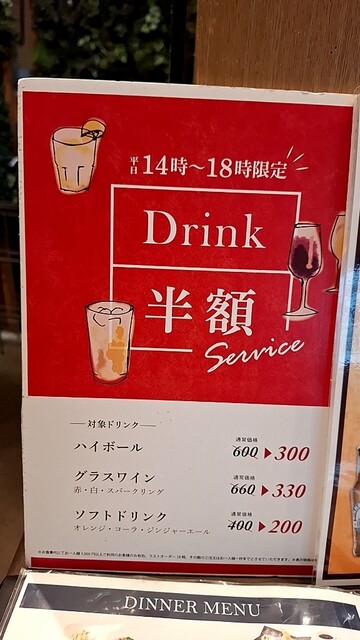 平日 14時〜18時限定
Drink
半額
Service
対象ドリンク
ハイボール
通常価格
600 ▶ 300
グラスワイン
赤・白・スパークリング
通常価格
660 ▶ 330
ソフトドリンク
オレンジ・コーラ・ジンジャーエール
通常価格
400 ▶ 200
DINNER MENU